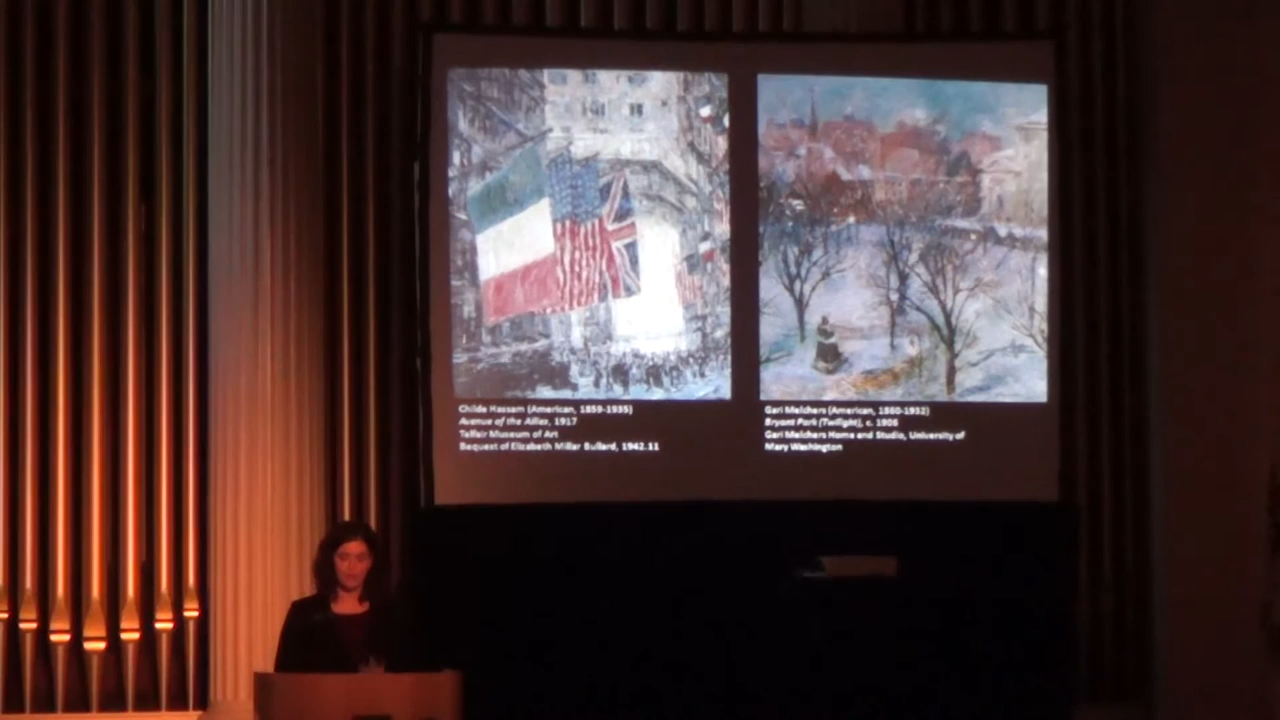 Childe Hassam (American, 1859-1935)
Avenue of the Allies, 1917
Telfair Museum of Art
Bequest of Elizabeth Millar Bullard, 1942.11
Gari Melchers (American, 1860-1932)
Bryant Park (Twilight), c. 1906
Gari Melchers Home and Studio, University of
Mary Washington